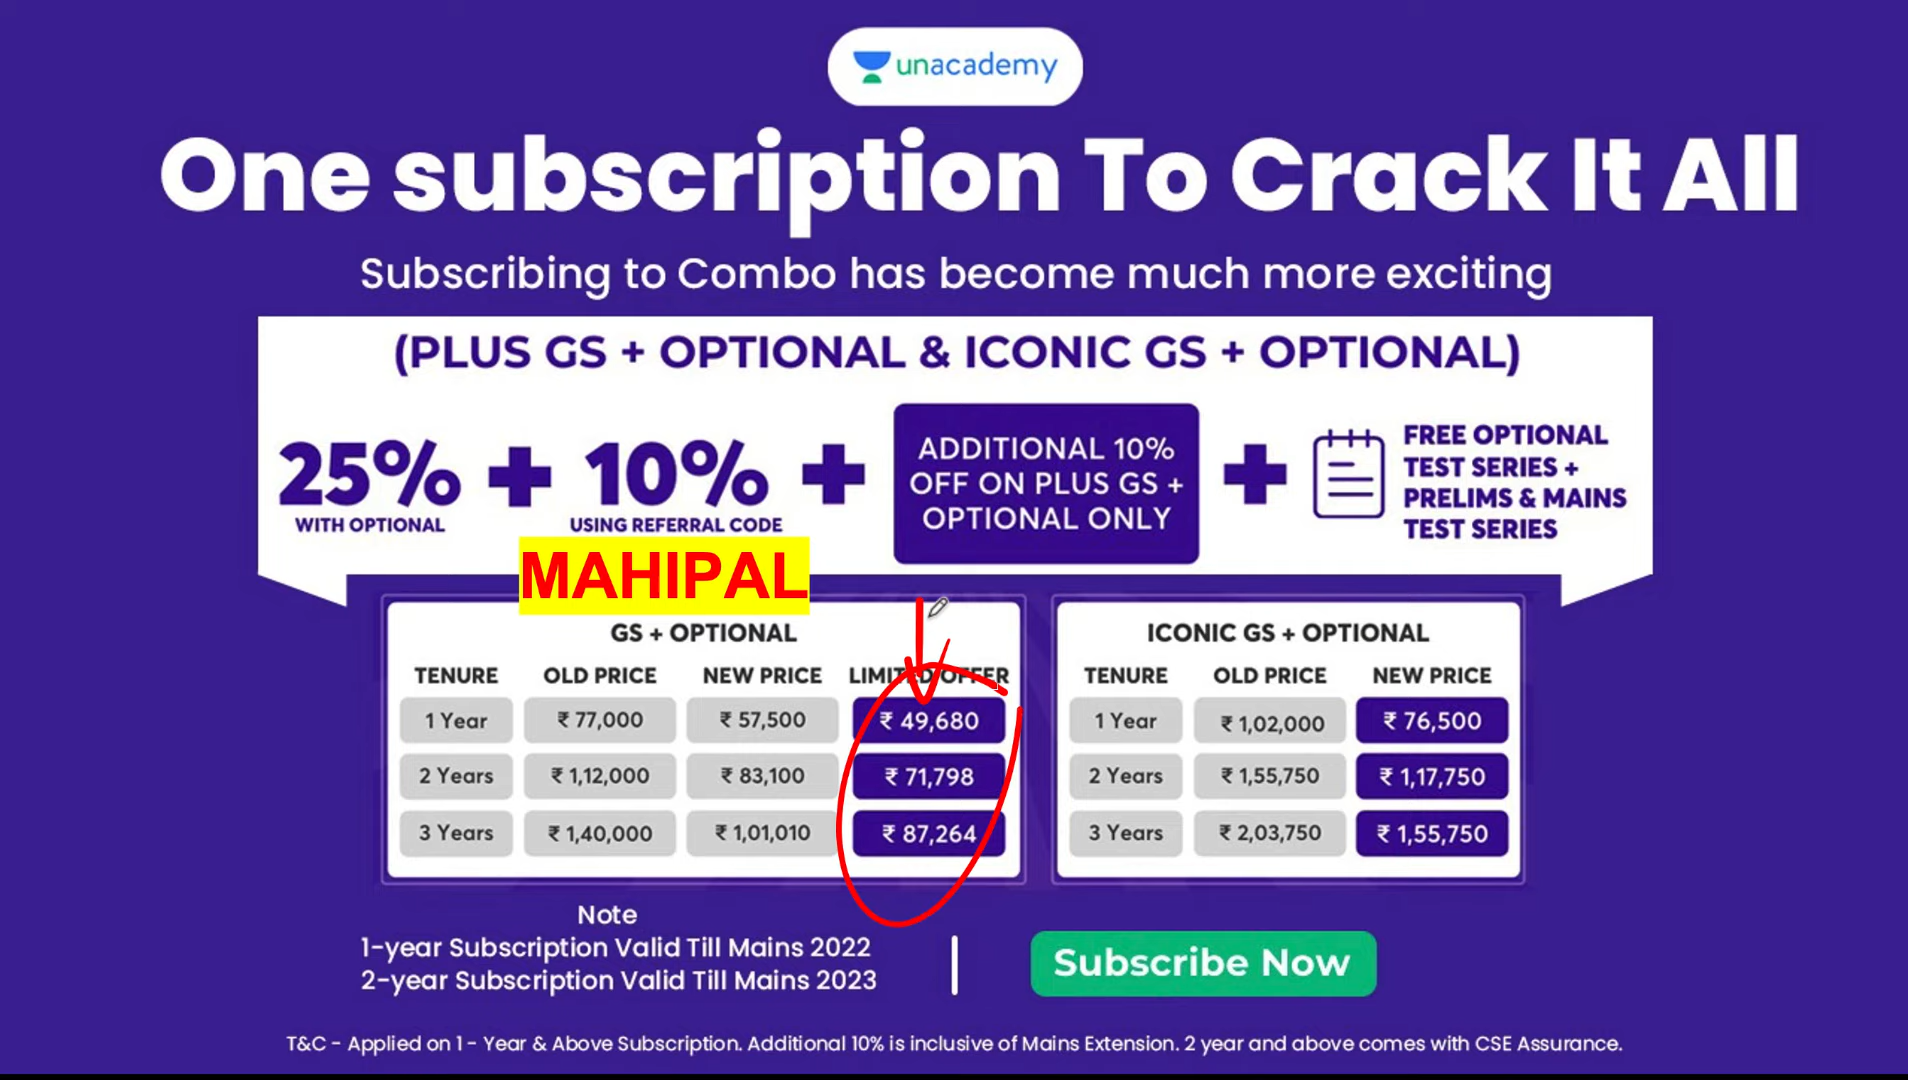 unacademy
One subscription To Crack It All
Subscribing to Combo has become much more exciting
(PLUS GS + OPTIONAL & ICONIC GS + OPTIONAL)
25% + 10% +
WITH OPTIONAL
USING REFERRAL CODE
MAHIPAL
ADDITIONAL 10%
OFF ON PLUS GS +
OPTIONAL ONLY
+
FREE OPTIONAL
TEST SERIES +
PRELIMS & MAINS
TEST SERIES
GS + OPTIONAL
TENURE OLD PRICE NEW PRICE LIMITED OFFER
1 Year ₹ 77,000 ₹ 57,500 ₹ 49,680
2 Years ₹ 1,12,000 ₹ 83,100 ₹ 71,798
3 Years ₹ 1,40,000 ₹ 1,01,010 ₹ 87,264
ICONIC GS + OPTIONAL
TENURE OLD PRICE NEW PRICE
1 Year ₹ 1,02,000 ₹ 76,500
2 Years ₹ 1,55,750 ₹ 1,17,750
3 Years ₹ 2,03,750 ₹ 1,55,750
Note
1-year Subscription Valid Till Mains 2022
2-year Subscription Valid Till Mains 2023
Subscribe Now
T&C - Applied on 1 - Year & Above Subscription. Additional 10% is inclusive of Mains Extension. 2 year and above comes with CSE Assurance.